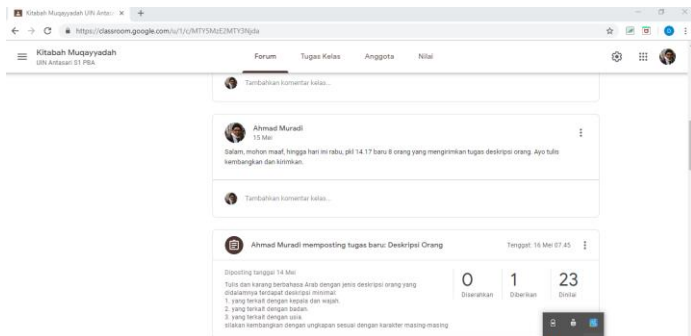 Kitabah Muqayyadah UIN Antas
https://classroom.google.com/u/1/c/MTY5MzE2MTY3Njda
Kitabah Muqayyadah
UIN Antasari S1 PBA
Forum Tugas Kelas Anggota Nilai
Tambahkan komentar kelas...
Ahmad Muradi
15 Mei
Salam, mohon maaf, hingga hari ini rabu, pkl 14.17 baru 8 orang yang mengirimkan tugas deskripsi orang. Ayo tulis
kembangkan dan kirimkan.
Tambahkan komentar kelas...
Ahmad Muradi memposting tugas baru: Deskripsi Orang
Tenggat: 16 Mei 07.45
Diposting tanggal 14 Mei
Tulis dan karang berbahasa Arab dengan jenis deskripsi orang yang
didalamnya terdapat deskripsi minimal:
1. yang terkait dengan kepala dan wajah.
2. yang terkait dengan badan.
3. yang terkait dengan usia.
silakan kembangkan dengan ungkapan sesuai dengan karakter masing-masing
0 1 23
Diserahkan Diberikan Dinilai